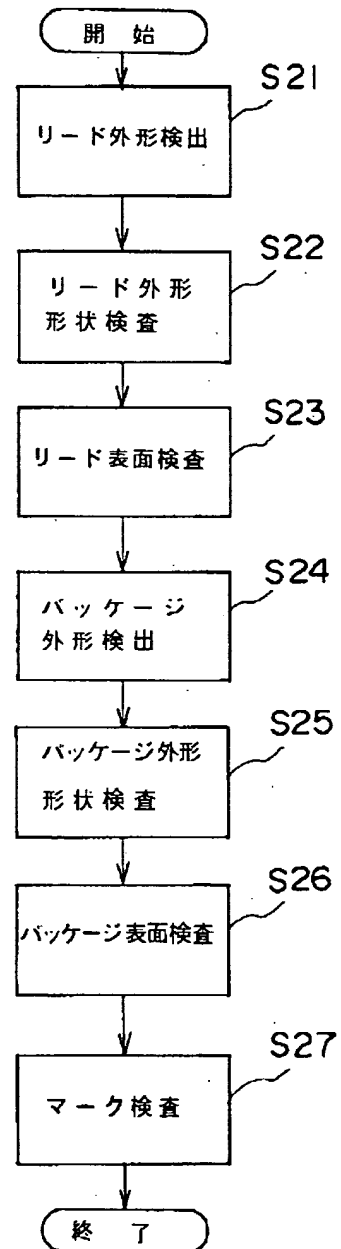 開始
S21
リード外形検出
S22
リード外形
形状検査
S23
リード表面検査
S24
パッケージ
外形検出
S25
パッケージ外形
形状検査
S26
パッケージ表面検査
S27
マーク検査
終了